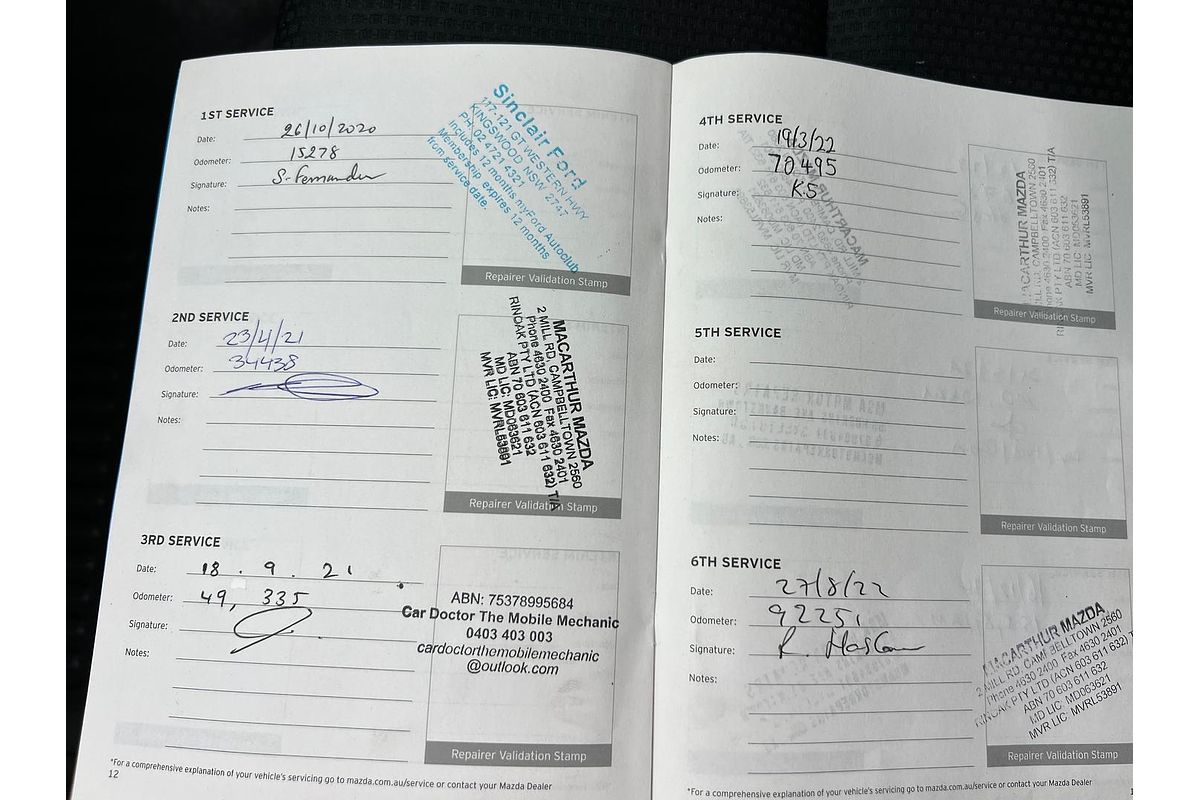 1ST SERVICE
Date: 26/10/2020
Odometer: 15278
Signature: S-Fernander
Notes:
Sinclair Ford
117-121 GT WESTERN HWY
KINGSWOOD NSW 2747
PH: 02 4721 4321
Includes 12 months myFord Autoclub
Membership expires 12 months
from service date.
Repairer Validation Stamp
2ND SERVICE
Date: 23/4/21
Odometer: 34438
Signature:
Notes:
MACARTHUR MAZDA
2 MILL RD, CAMPBELLTOWN 2560
Phone 4630 2400 Fax 4630 2401
RINDAK PTY LTD (ACN 603 611 632) T/A
ABN 70 603 611 632
MD LIC: MD063621
MVR LIC: MVRL53891
Repairer Validation Stamp
3RD SERVICE
Date: 18 . 9 . 21
Odometer: 49, 335
Signature:
Notes:
ABN: 75378995684
Car Doctor The Mobile Mechanic
0403 403 003
cardoctorthemobilemechanic
@outlook.com
Repairer Validation Stamp
*For a comprehensive explanation of your vehicle's servicing go to mazda.com.au/service or contact your Mazda Dealer
12
4TH SERVICE
Date: 19/3/22
Odometer: 70495
Signature: K.S
Notes:
MACARTHUR MAZDA
MILL RD, CAMPBELLTOWN 2560
Phone 4630 2400 Fax 4630 2401
PTY LTD (ACN 603 611 632) T/A
ABN 70 603 611 632
MD LIC MD063621
MVR LIC MVRL53891
Repairer Validation Stamp
5TH SERVICE
Date:
Odometer:
Signature:
Notes:
Repairer Validation Stamp
6TH SERVICE
Date: 27/8/22
Odometer: 92251
Signature: R.
Notes:
MACARTHUR MAZDA
2 MILL RD, CAMPBELLTOWN 2560
Phone 4630 2400 Fax 4630 2401
RINDAK PTY LTD (ACN 603 611 632) T
ABN 70 603 611 632
MD LIC MD063621
MVR LIC MVRL53891
Repairer Validation Stamp
*For a comprehensive explanation of your vehicle's servicing go to mazda.com.au/service or contact your Mazda Dealer